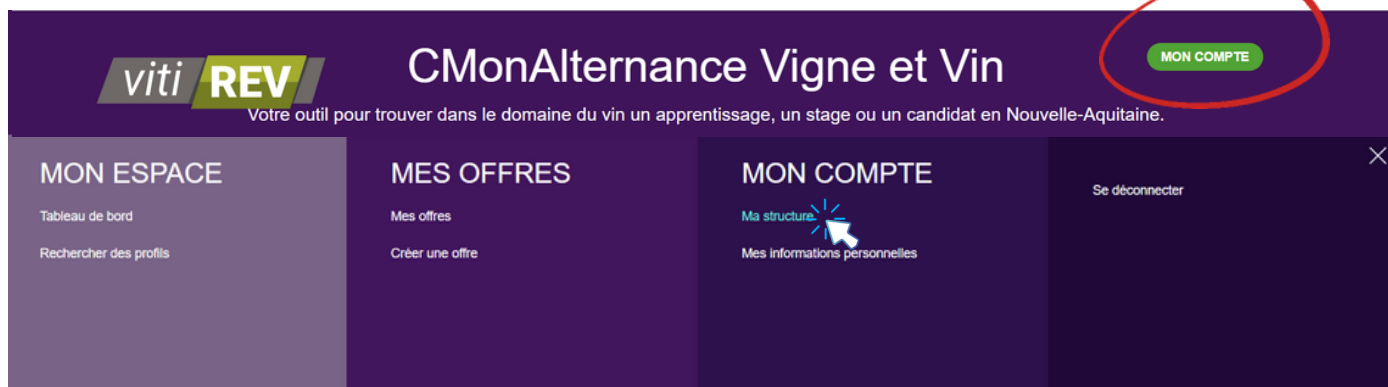 viti REV
CMonAlternance Vigne et Vin
MON COMPTE
Votre outil pour trouver dans le domaine du vin un apprentissage, un stage ou un candidat en Nouvelle-Aquitaine.
MON ESPACE
Tableau de bord
Rechercher des profils
MES OFFRES
Mes offres
Créer une offre
MON COMPTE
Ma structure
Mes informations personnelles
Se déconnecter